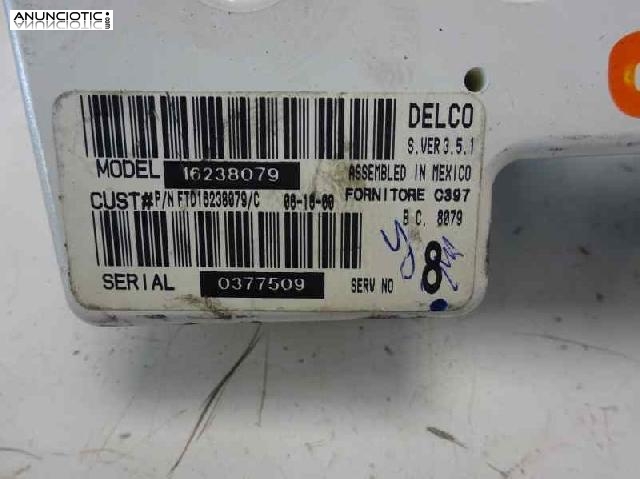 ANUNCIOTIC.es
DELCO
S.VER 3.5.1
MODEL 16238079
ASSEMBLED IN MEXICO
CUST# P/N FTD16238079/C 06-16-00
FORNITORE C397
B C. 8079
8
SERIAL 0377509
SERV NO